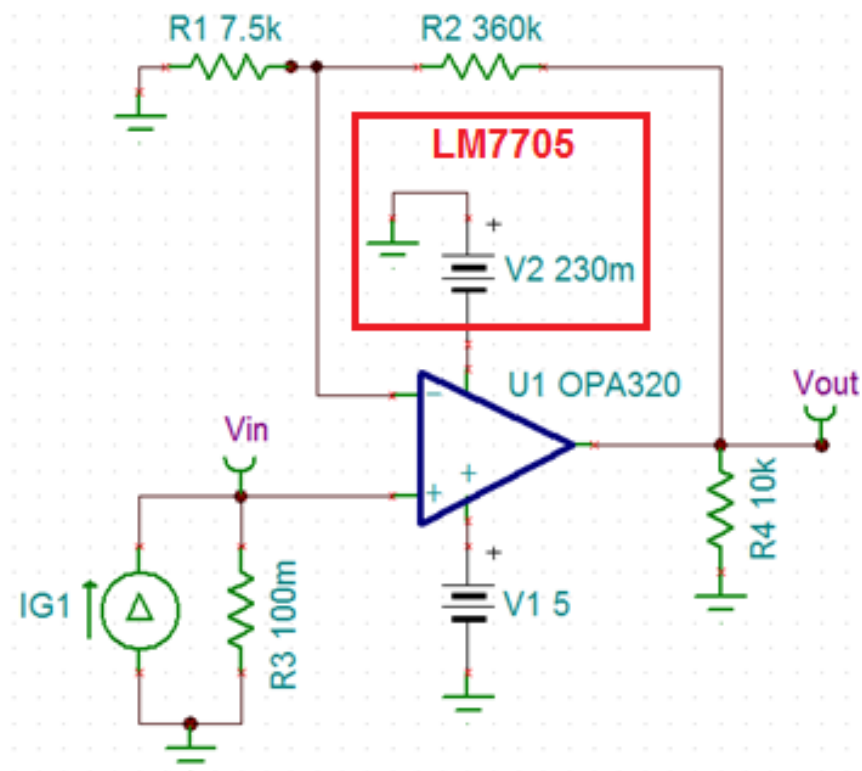 R1 7.5k
R2 360k
LM7705
+
V2 230m
U1 OPA320
Vout
Vin
−
+
+
R4 10k
IG1
R3 100m
+
V1 5